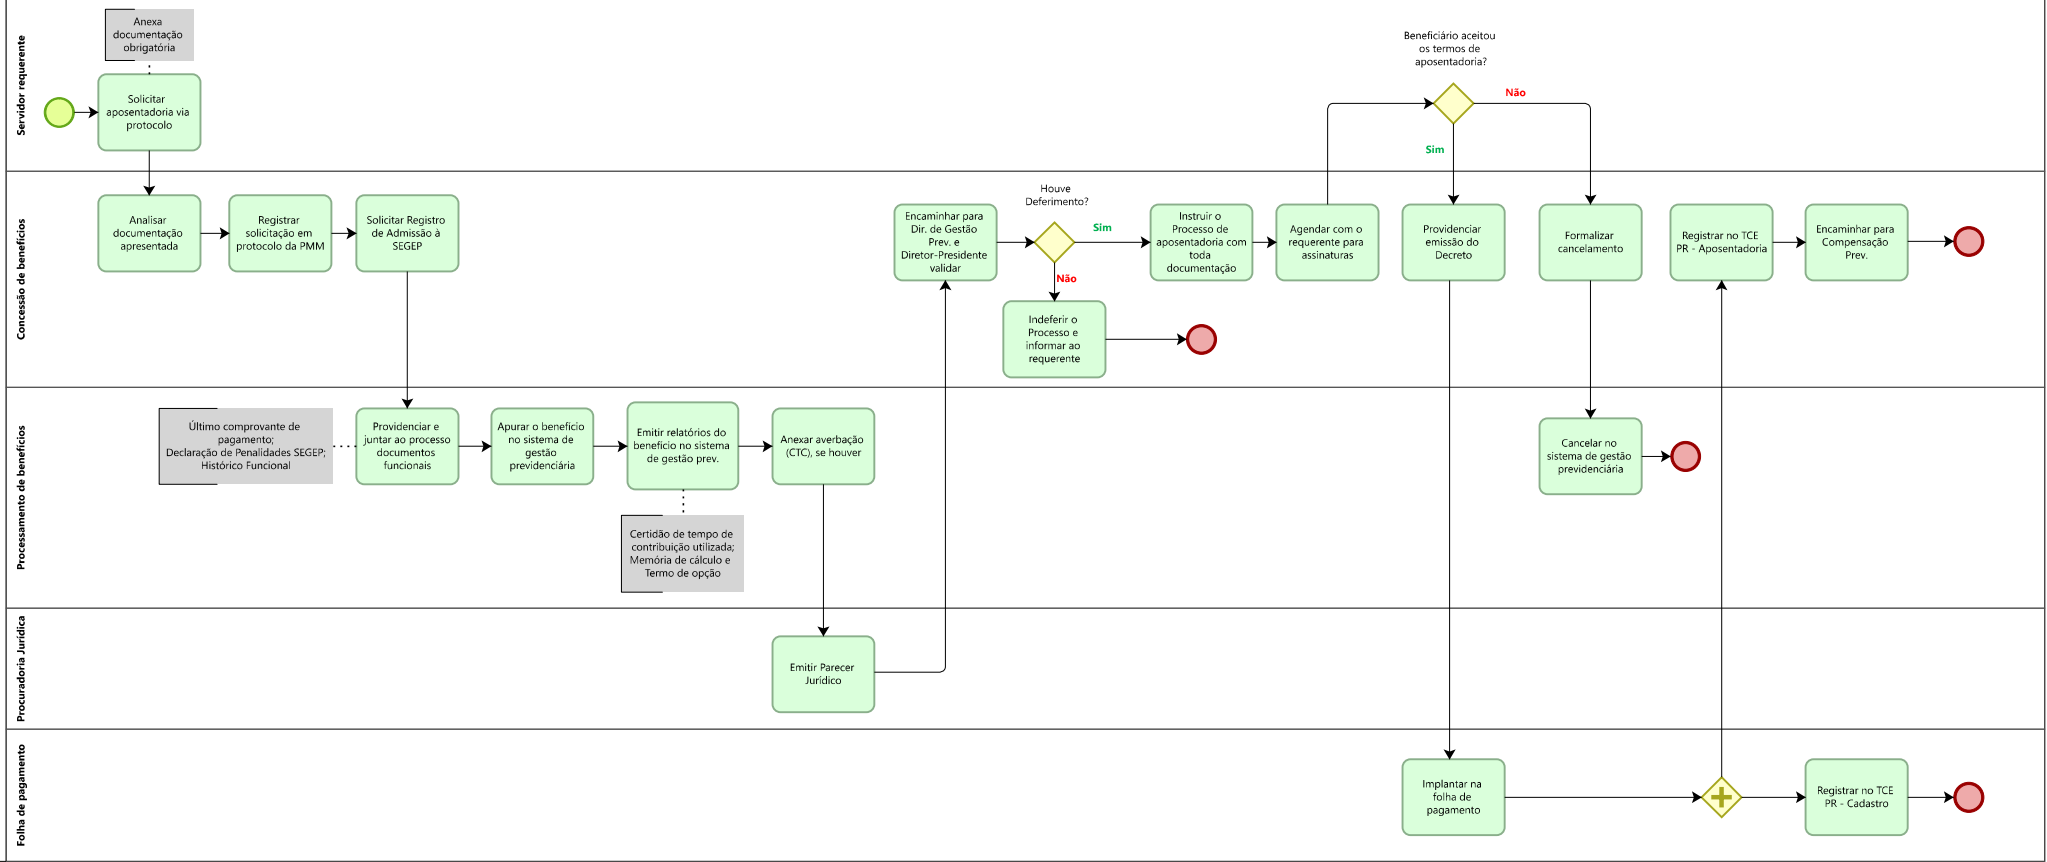 Servidor requerente
Anexa
documentação
obrigatória
Solicitar
aposentadoria via
protocolo
Beneficiário aceitou
os termos de
aposentadoria?
Não
Sim
Concessão de benefícios
Analisar
documentação
apresentada
Registrar
solicitação em
protocolo da PMM
Solicitar Registro
de Admissão à
SEGEP
Encaminhar para
Dir. de Gestão
Prev. e
Diretor-Presidente
validar
Houve
Deferimento?
Sim
Não
Indeferir o
Processo e
informar ao
requerente
Instruir o
Processo de
aposentadoria com
toda
documentação
Agendar com o
requerente para
assinaturas
Providenciar
emissão do
Decreto
Formalizar
cancelamento
Registrar no TCE
PR - Aposentadoria
Encaminhar para
Compensação
Prev.
Processamento de benefícios
Último comprovante de
pagamento;
Declaração de Penalidades SEGEP;
Histórico Funcional
Providenciar e
juntar ao processo
documentos
funcionais
Apurar o beneficio
no sistema de
gestão
previdenciária
Emitir relatórios do
beneficio no sistema
de gestão prev.
Certidão de tempo de
contribuição utilizada;
Memória de cálculo e
Termo de opção
Anexar averbação
(CTC), se houver
Cancelar no
sistema de gestão
previdenciária
Procuradoria Jurídica
Emitir Parecer
Jurídico
Folha de pagamento
Implantar na
folha de
pagamento
Registrar no TCE
PR - Cadastro